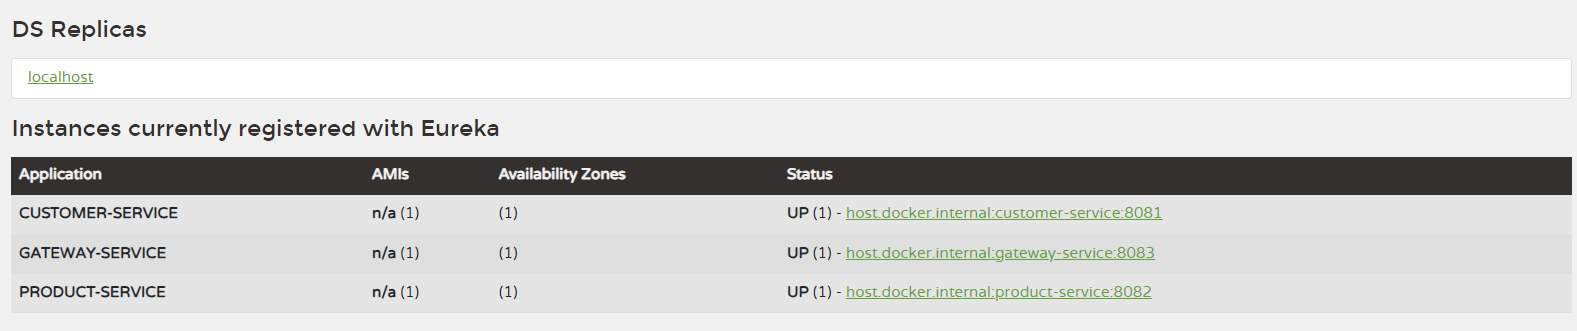 DS Replicas
localhost
Instances currently registered with Eureka
Application AMIs Availability Zones Status
CUSTOMER-SERVICE n/a (1) (1) UP (1) - host.docker.internal:customer-service:8081
GATEWAY-SERVICE n/a (1) (1) UP (1) - host.docker.internal:gateway-service:8083
PRODUCT-SERVICE n/a (1) (1) UP (1) - host.docker.internal:product-service:8082